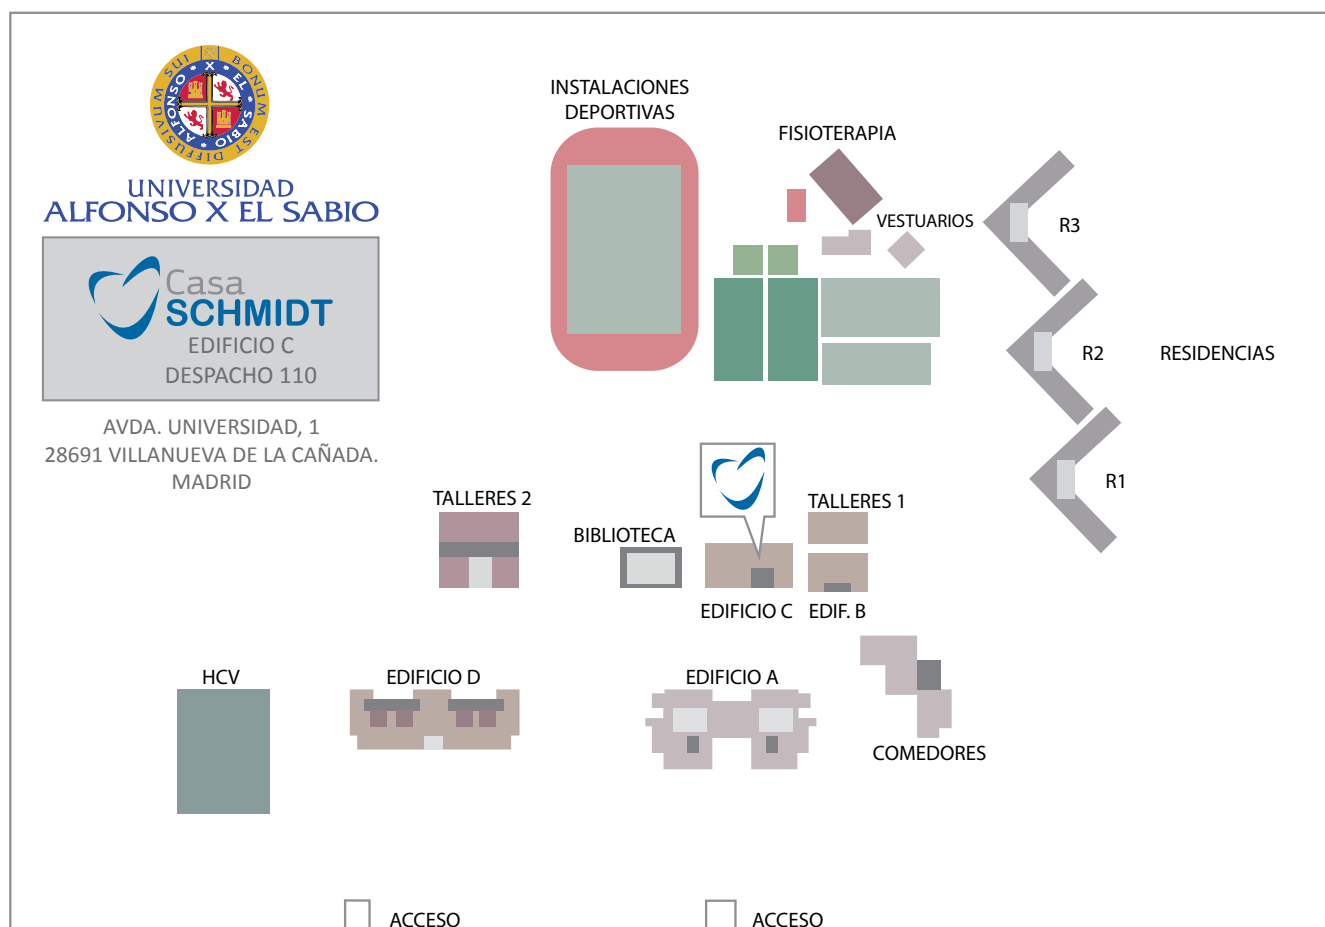 BONUM EST DIFFUSIVUM SUI
ALFONSO * X * EL * SABIO *
UNIVERSIDAD
ALFONSO X EL SABIO
Casa
SCHMIDT
EDIFICIO C
DESPACHO 110
AVDA. UNIVERSIDAD, 1
28691 VILLANUEVA DE LA CAÑADA.
MADRID
INSTALACIONES
DEPORTIVAS
FISIOTERAPIA
VESTUARIOS
R3
R2
RESIDENCIAS
R1
TALLERES 2
BIBLIOTECA
TALLERES 1
EDIFICIO C
EDIF. B
HCV
EDIFICIO D
EDIFICIO A
COMEDORES
ACCESO
ACCESO